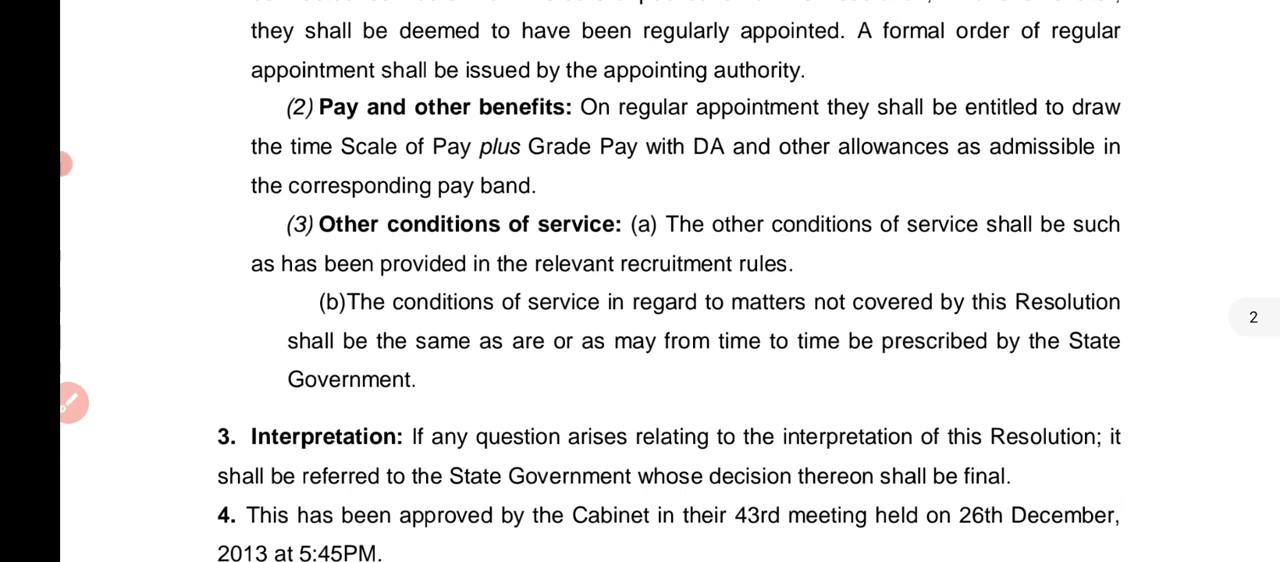 they shall be deemed to have been regularly appointed. A formal order of regular
appointment shall be issued by the appointing authority.
(2) Pay and other benefits: On regular appointment they shall be entitled to draw
the time Scale of Pay plus Grade Pay with DA and other allowances as admissible in
the corresponding pay band.
(3) Other conditions of service: (a) The other conditions of service shall be such
as has been provided in the relevant recruitment rules.
(b)The conditions of service in regard to matters not covered by this Resolution
shall be the same as are or as may from time to time be prescribed by the State
Government.
2
3. Interpretation: If any question arises relating to the interpretation of this Resolution; it
shall be referred to the State Government whose decision thereon shall be final.
4. This has been approved by the Cabinet in their 43rd meeting held on 26th December,
2013 at 5:45PM.